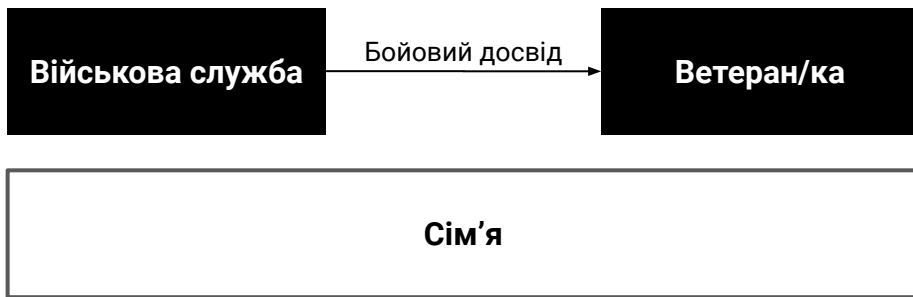 Військова служба
Бойовий досвід
Ветеран/ка
Сім’я